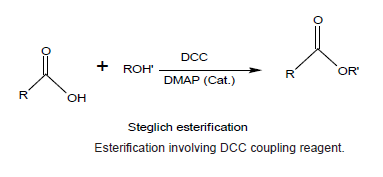 O
R
OH
+
ROH'
DCC
DMAP (Cat.)
O
R
OR'
Steglich esterification
Esterification involving DCC coupling reagent.